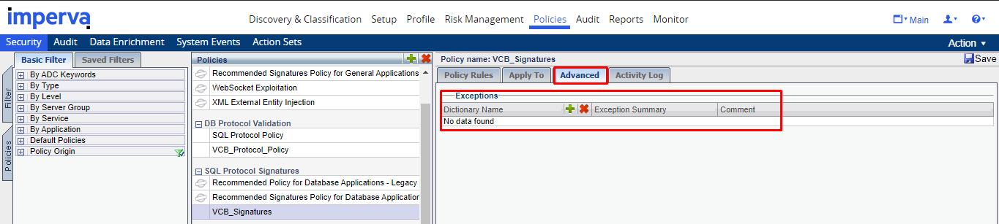 imperva
Discovery & Classification Setup Profile Risk Management Policies Audit Reports Monitor
Main
Security Audit Data Enrichment System Events Action Sets
Action
Filter
Policies
Basic Filter Saved Filters
By ADC Keywords
By Type
By Level
By Server Group
By Service
By Application
Default Policies
Policy Origin
Policies
Recommended Signatures Policy for General Applications
WebSocket Exploitation
XML External Entity Injection
DB Protocol Validation
SQL Protocol Policy
VCB_Protocol_Policy
SQL Protocol Signatures
Recommended Policy for Database Applications - Legacy
Recommended Signatures Policy for Database Application
VCB_Signatures
Policy name: VCB_Signatures
Save
Policy Rules Apply To Advanced Activity Log
Exceptions
Dictionary Name Exception Summary Comment
No data found